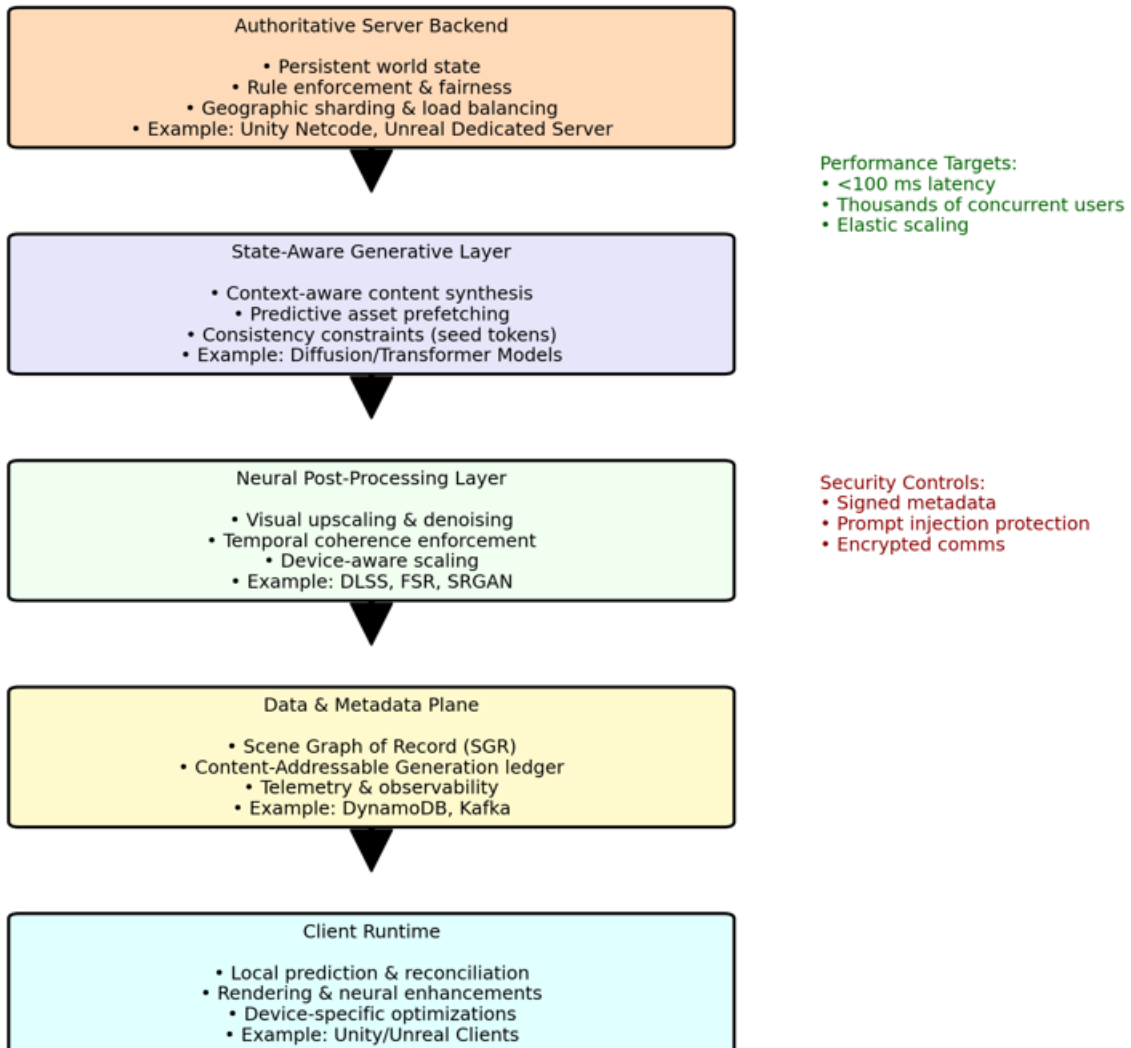 Authoritative Server Backend
• Persistent world state
• Rule enforcement & fairness
• Geographic sharding & load balancing
• Example: Unity Netcode, Unreal Dedicated Server
Performance Targets:
• <100 ms latency
• Thousands of concurrent users
• Elastic scaling
State-Aware Generative Layer
• Context-aware content synthesis
• Predictive asset prefetching
• Consistency constraints (seed tokens)
• Example: Diffusion/Transformer Models
Neural Post-Processing Layer
• Visual upscaling & denoising
• Temporal coherence enforcement
• Device-aware scaling
• Example: DLSS, FSR, SRGAN
Security Controls:
• Signed metadata
• Prompt injection protection
• Encrypted comms
Data & Metadata Plane
• Scene Graph of Record (SGR)
• Content-Addressable Generation ledger
• Telemetry & observability
• Example: DynamoDB, Kafka
Client Runtime
• Local prediction & reconciliation
• Rendering & neural enhancements
• Device-specific optimizations
• Example: Unity/Unreal Clients